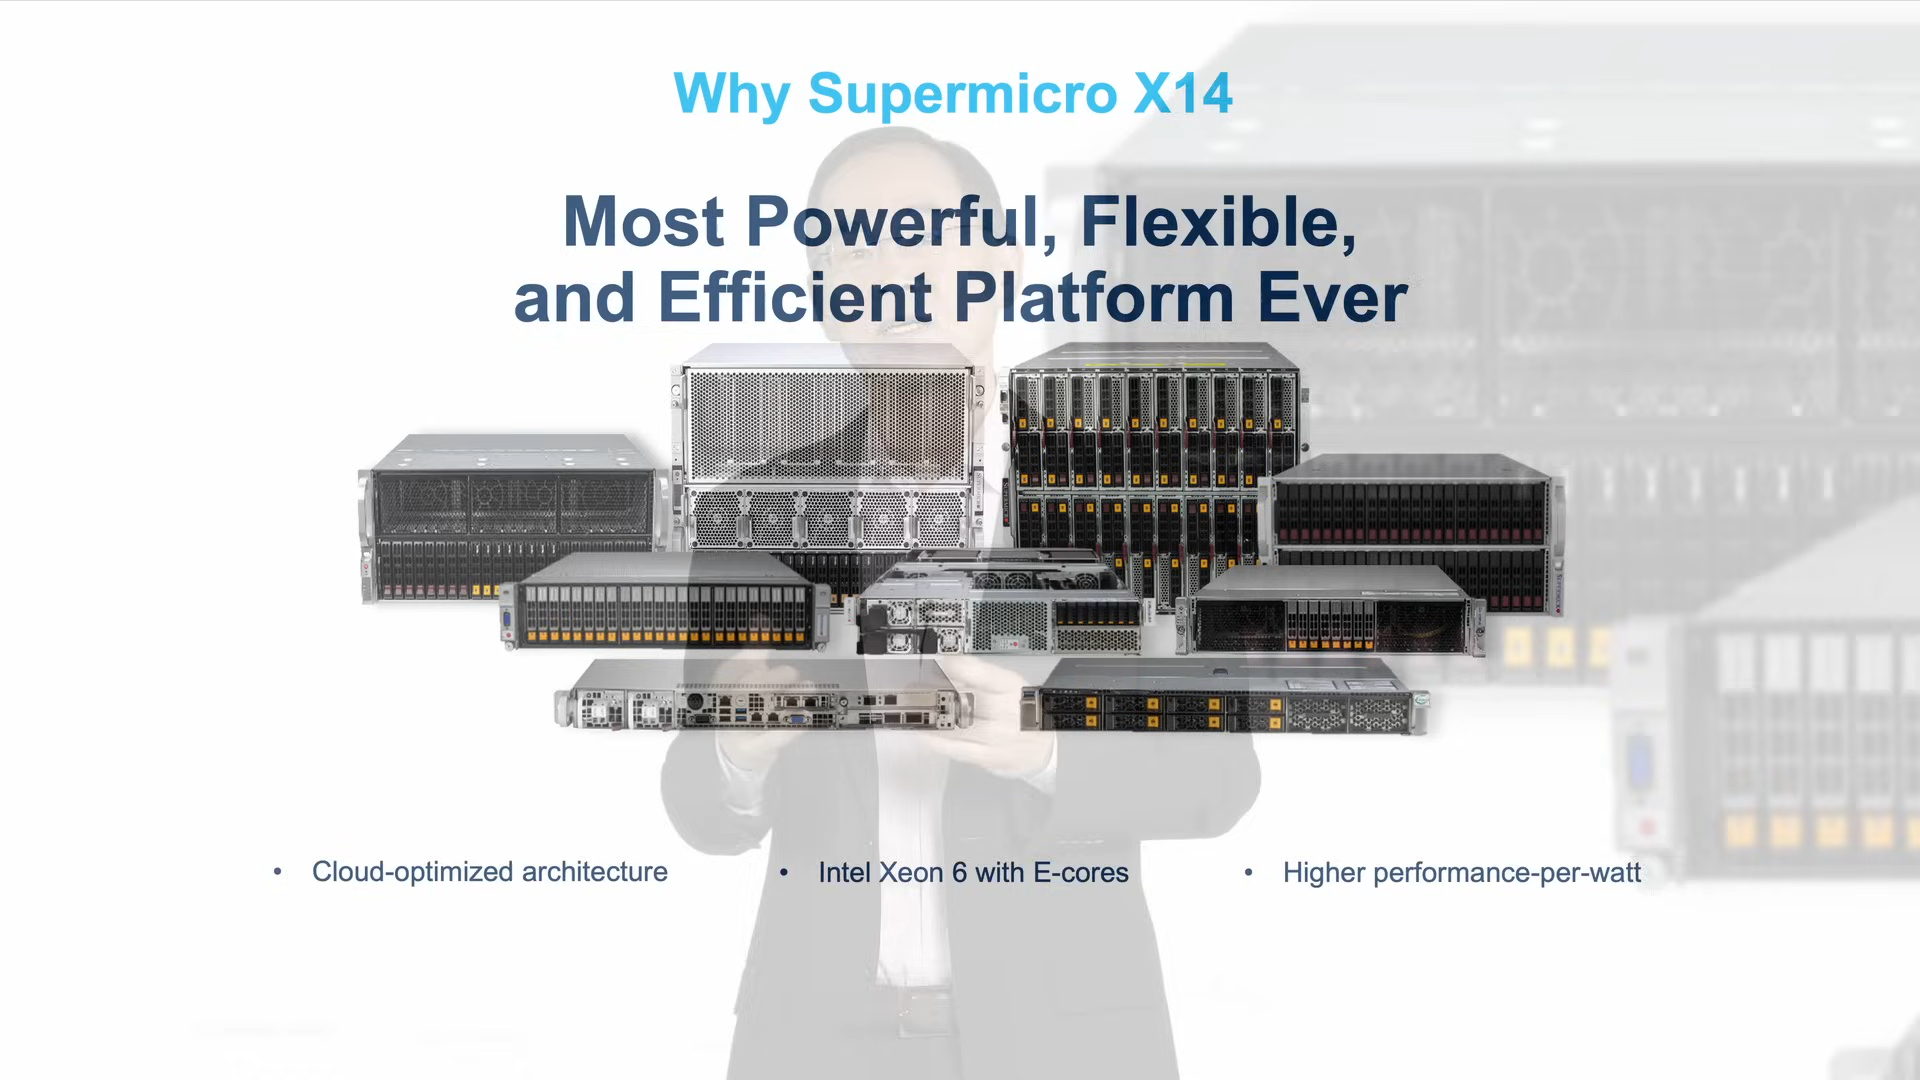 Why Supermicro X14
Most Powerful, Flexible,
and Efficient Platform Ever
• Cloud-optimized architecture
• Intel Xeon 6 with E-cores
• Higher performance-per-watt